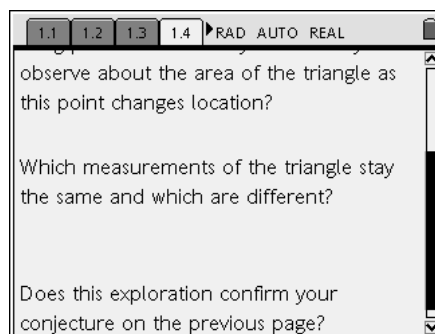 1.1 1.2 1.3 1.4 RAD AUTO REAL
observe about the area of the triangle as
this point changes location?
Which measurements of the triangle stay
the same and which are different?
Does this exploration confirm your
conjecture on the previous page?